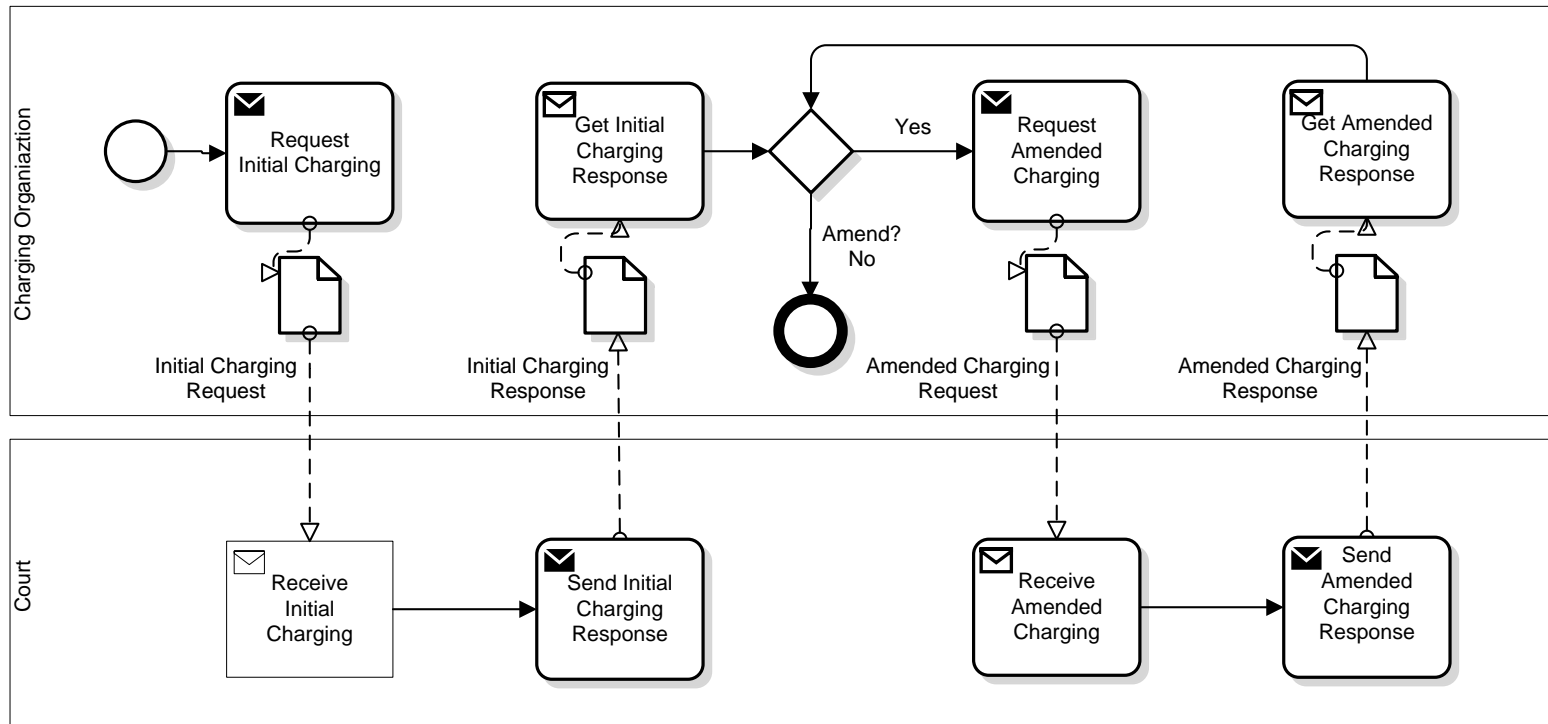 Charging Organiaztion
Request
Initial Charging
Get Initial
Charging
Response
Yes
Request
Amended
Charging
Get Amended
Charging
Response
Amend?
No
Initial Charging
Request
Initial Charging
Response
Amended Charging
Request
Amended Charging
Response
Court
Receive
Initial
Charging
Send Initial
Charging
Response
Receive
Amended
Charging
Send
Amended
Charging
Response